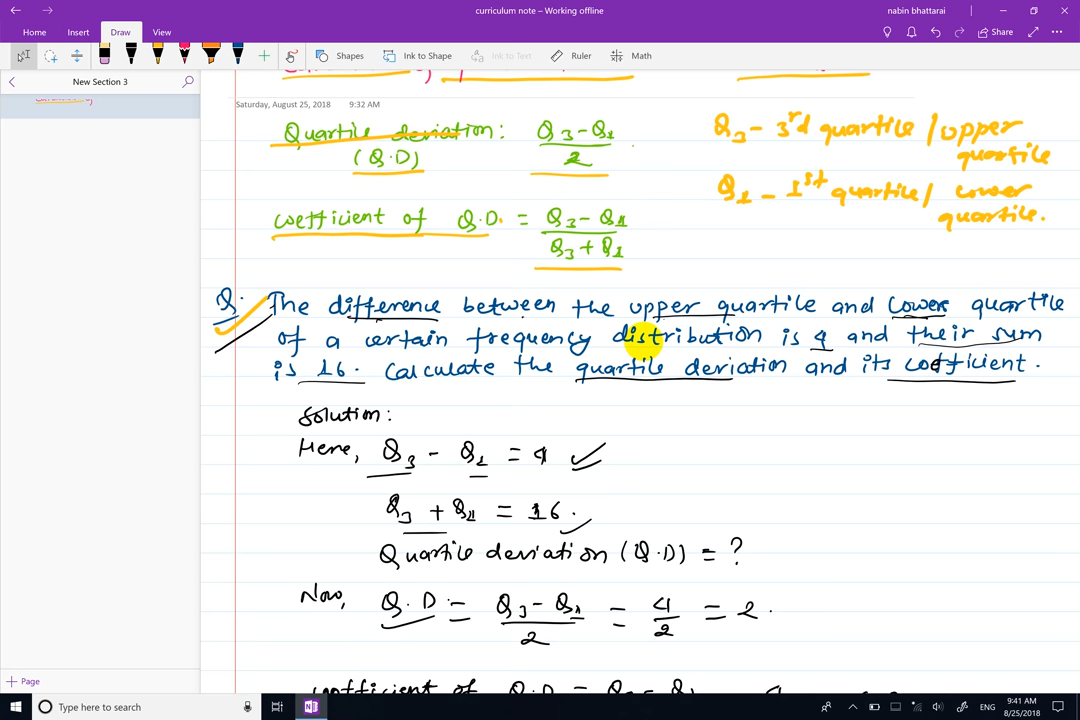 curriculum note – Working offline
nabin bhattarai
Home Insert Draw View
Share
Shapes Ink to Shape Ink to Text Ruler Math
New Section 3
Saturday, August 25, 2018 9:32 AM
Quartile deviation: Q3 – Q1
(Q.D) 2
Q3 – 3rd quartile / upper quartile
Q1 – 1st quartile / lower quartile.
coefficient of Q.D. = Q3 – Q1
Q3 + Q1
Q. The difference between the upper quartile and lower quartile
of a certain frequency distribution is 4 and their sum
is 16. Calculate the quartile deviation and its coefficient.
Solution:
Here, Q3 – Q1 = 4
Q3 + Q1 = 16.
Quartile deviation (Q.D) = ?
Now, Q.D = Q3 – Q1 = 4 = 2.
2 2
coefficient of Q.D =
+ Page
Type here to search
ENG
9:41 AM
8/25/2018